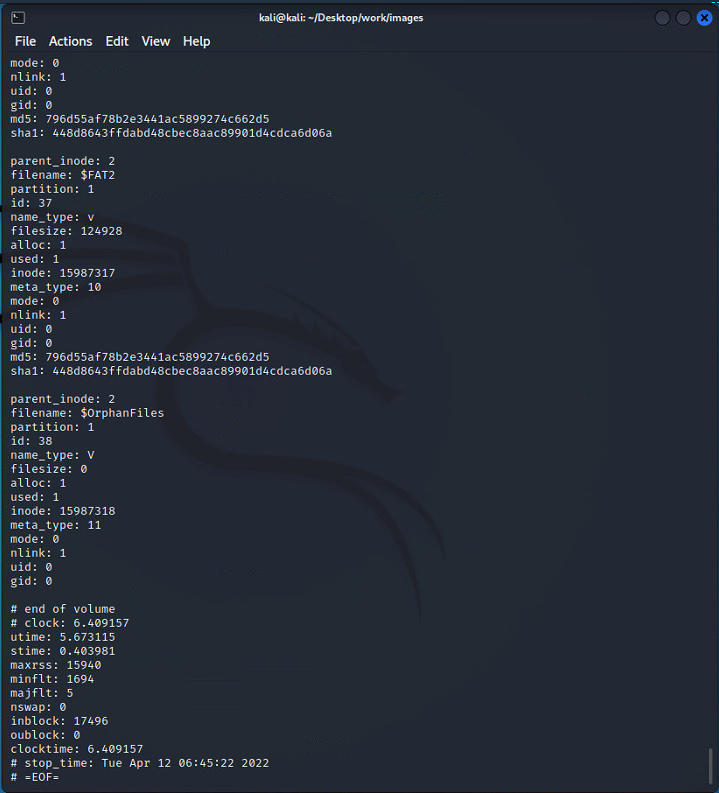 kali@kali: ~/Desktop/work/images
File Actions Edit View Help
mode: 0
nlink: 1
uid: 0
gid: 0
md5: 796d55af78b2e3441ac5899274c662d5
sha1: 448d8643ffdabd48cbec8aac89901d4cdca6d06a

parent_inode: 2
filename: $FAT2
partition: 1
id: 37
name_type: v
filesize: 124928
alloc: 1
used: 1
inode: 15987317
meta_type: 10
mode: 0
nlink: 1
uid: 0
gid: 0
md5: 796d55af78b2e3441ac5899274c662d5
sha1: 448d8643ffdabd48cbec8aac89901d4cdca6d06a

parent_inode: 2
filename: $OrphanFiles
partition: 1
id: 38
name_type: V
filesize: 0
alloc: 1
used: 1
inode: 15987318
meta_type: 11
mode: 0
nlink: 1
uid: 0
gid: 0

# end of volume
# clock: 6.409157
utime: 5.673115
stime: 0.403981
maxrss: 15940
minflt: 1694
majflt: 5
nswap: 0
inblock: 17496
oublock: 0
clocktime: 6.409157
# stop_time: Tue Apr 12 06:45:22 2022
# =EOF=